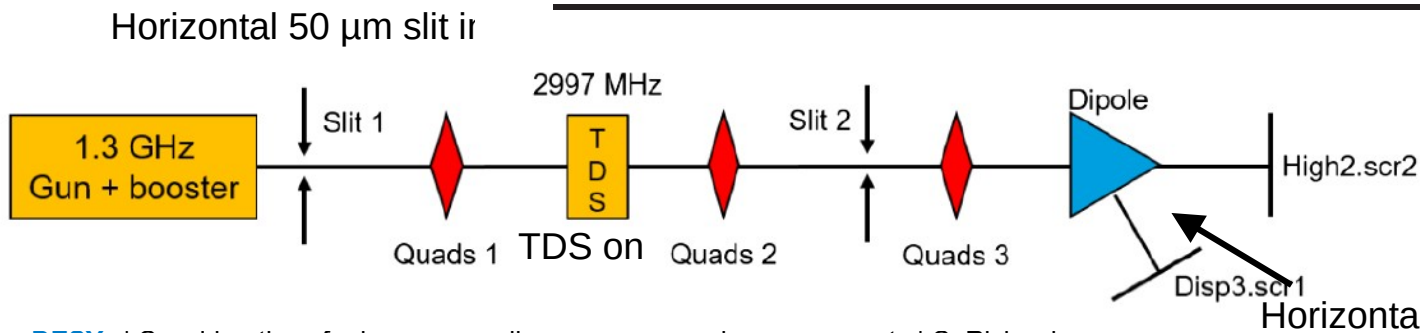 Horizontal 50 µm slit in
2997 MHz
Slit 1
Slit 2
Dipole
1.3 GHz
Gun + booster
T
D
S
High2.scr2
Quads 1
TDS on
Quads 2
Quads 3
Disp3.scr1
Horizonta